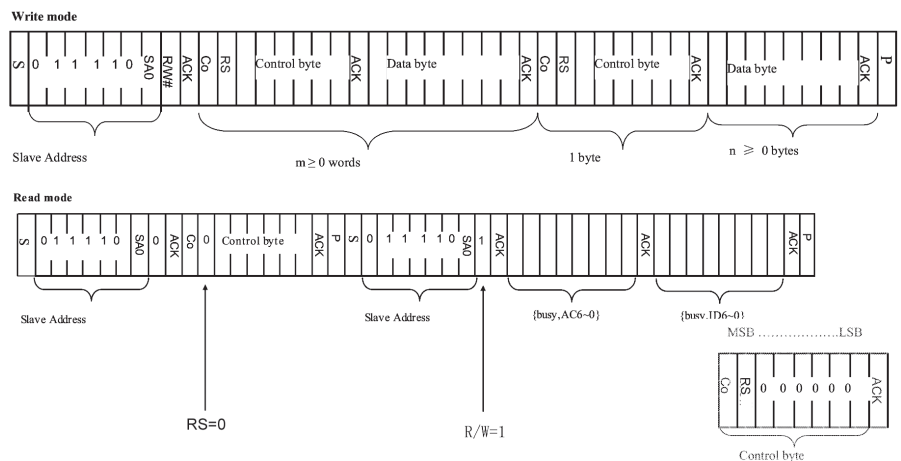 Write mode
S 0 1 1 1 1 0 SA0 R/W# ACK Co RS Control byte ACK Data byte ACK Co RS Control byte ACK Data byte ACK P
Slave Address
m ≥ 0 words
1 byte
n ≥ 0 bytes
Read mode
S 0 1 1 1 1 0 SA0 0 ACK Co 0 Control byte ACK P S 0 1 1 1 1 0 SA0 1 ACK ACK ACK P
Slave Address
Slave Address
{busy,AC6~0}
{busy,ID6~0}
MSB ...................LSB
Co RS 0 0 0 0 0 0 ACK
RS=0
R/W=1
Control byte